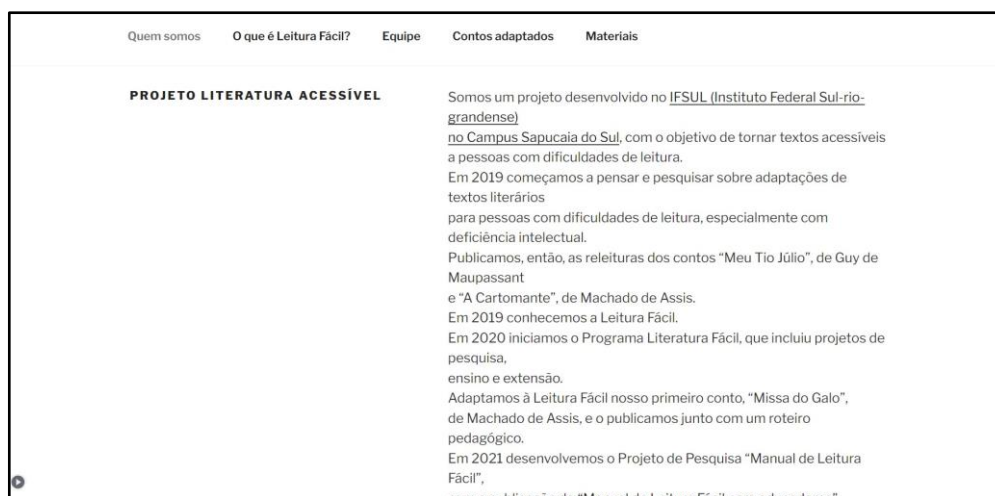 Quem somos O que é Leitura Fácil? Equipe Contos adaptados Materiais
PROJETO LITERATURA ACESSÍVEL
Somos um projeto desenvolvido no IFSUL (Instituto Federal Sul-rio-
grandense)
no Campus Sapucaia do Sul, com o objetivo de tornar textos acessíveis
a pessoas com dificuldades de leitura.
Em 2019 começamos a pensar e pesquisar sobre adaptações de
textos literários
para pessoas com dificuldades de leitura, especialmente com
deficiência intelectual.
Publicamos, então, as releituras dos contos “Meu Tio Júlio”, de Guy de
Maupassant
e “A Cartomante”, de Machado de Assis.
Em 2019 conhecemos a Leitura Fácil.
Em 2020 iniciamos o Programa Literatura Fácil, que incluiu projetos de
pesquisa,
ensino e extensão.
Adaptamos à Leitura Fácil nosso primeiro conto, “Missa do Galo”,
de Machado de Assis, e o publicamos junto com um roteiro
pedagógico.
Em 2021 desenvolvemos o Projeto de Pesquisa “Manual de Leitura
Fácil”,